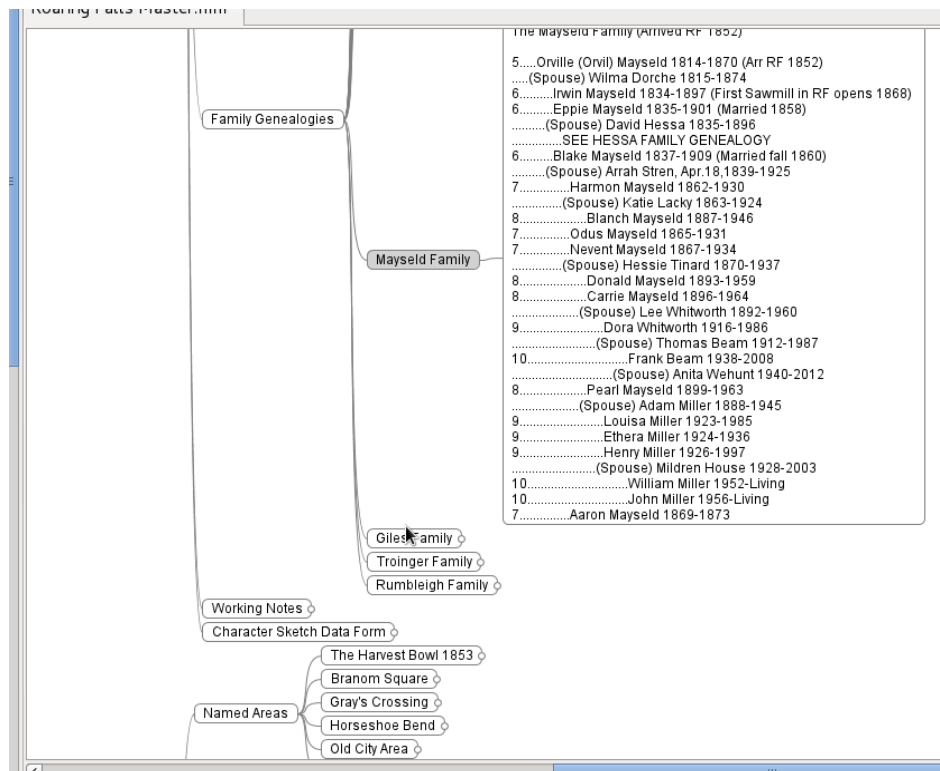 Roaring Falls Master.mm
The Mayseld Family (Arrived RF 1852)
5.....Orville (Orvil) Mayseld 1814-1870 (Arr RF 1852)
.....(Spouse) Wilma Dorche 1815-1874
6..........Irwin Mayseld 1834-1897 (First Sawmill in RF opens 1868)
6..........Eppie Mayseld 1835-1901 (Married 1858)
..........(Spouse) David Hessa 1835-1896
...............SEE HESSA FAMILY GENEALOGY
6..........Blake Mayseld 1837-1909 (Married fall 1860)
..........(Spouse) Arrah Stren, Apr.18,1839-1925
7...............Harmon Mayseld 1862-1930
...............(Spouse) Katie Lacky 1863-1924
8....................Blanch Mayseld 1887-1946
7...............Odus Mayseld 1865-1931
7...............Nevent Mayseld 1867-1934
...............(Spouse) Hessie Tinard 1870-1937
8....................Donald Mayseld 1893-1959
8....................Carrie Mayseld 1896-1964
....................(Spouse) Lee Whitworth 1892-1960
9.........................Dora Whitworth 1916-1986
.........................(Spouse) Thomas Beam 1912-1987
10..............................Frank Beam 1938-2008
..............................(Spouse) Anita Wehunt 1940-2012
8....................Pearl Mayseld 1899-1963
....................(Spouse) Adam Miller 1888-1945
9.........................Louisa Miller 1923-1985
9.........................Ethera Miller 1924-1936
9.........................Henry Miller 1926-1997
.........................(Spouse) Mildren House 1928-2003
10..............................William Miller 1952-Living
10..............................John Miller 1956-Living
7...............Aaron Mayseld 1869-1873
Family Genealogies
Mayseld Family
Giles Family
Troinger Family
Rumbleigh Family
Working Notes
Character Sketch Data Form
The Harvest Bowl 1853
Branom Square
Gray's Crossing
Named Areas
Horseshoe Bend
Old City Area